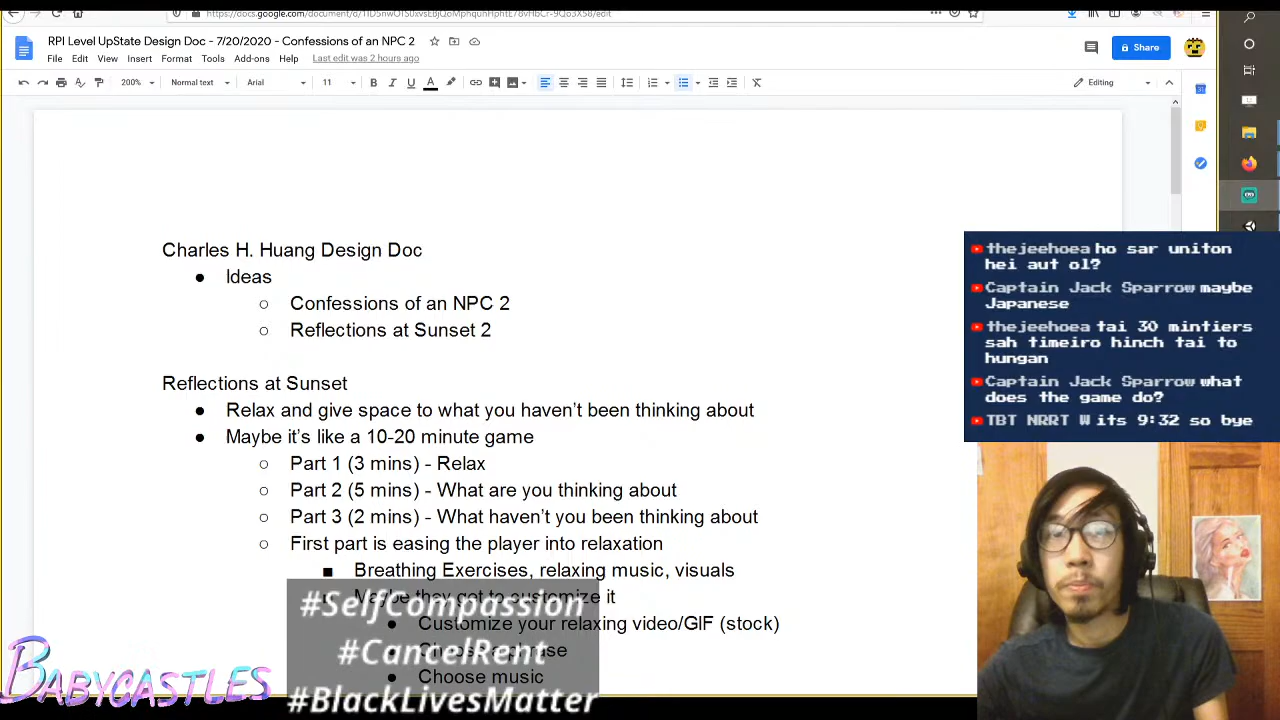 RPI Level UpState Design Doc - 7/20/2020 - Confessions of an NPC 2
File Edit View Insert Format Tools Add-ons Help Last edit was 2 hours ago
Share
200% Normal text Arial 11 Editing
Charles H. Huang Design Doc
Ideas
Confessions of an NPC 2
Reflections at Sunset 2
Reflections at Sunset
Relax and give space to what you haven't been thinking about
Maybe it's like a 10-20 minute game
Part 1 (3 mins) - Relax
Part 2 (5 mins) - What are you thinking about
Part 3 (2 mins) - What haven't you been thinking about
First part is easing the player into relaxation
Breathing Exercises, relaxing music, visuals
Maybe they get to customize it
Customize your relaxing video/GIF (stock)
Choose music
#SelfCompassion
#CancelRent
#BlackLivesMatter
BABYCASTLES
thejeehoea ho sar uniton
hei aut ol?
Captain Jack Sparrow maybe
Japanese
thejeehoea tai 30 mintiers
sah timeiro hinch tai to
hungan
Captain Jack Sparrow what
does the game do?
TBT NRRT W its 9:32 so bye